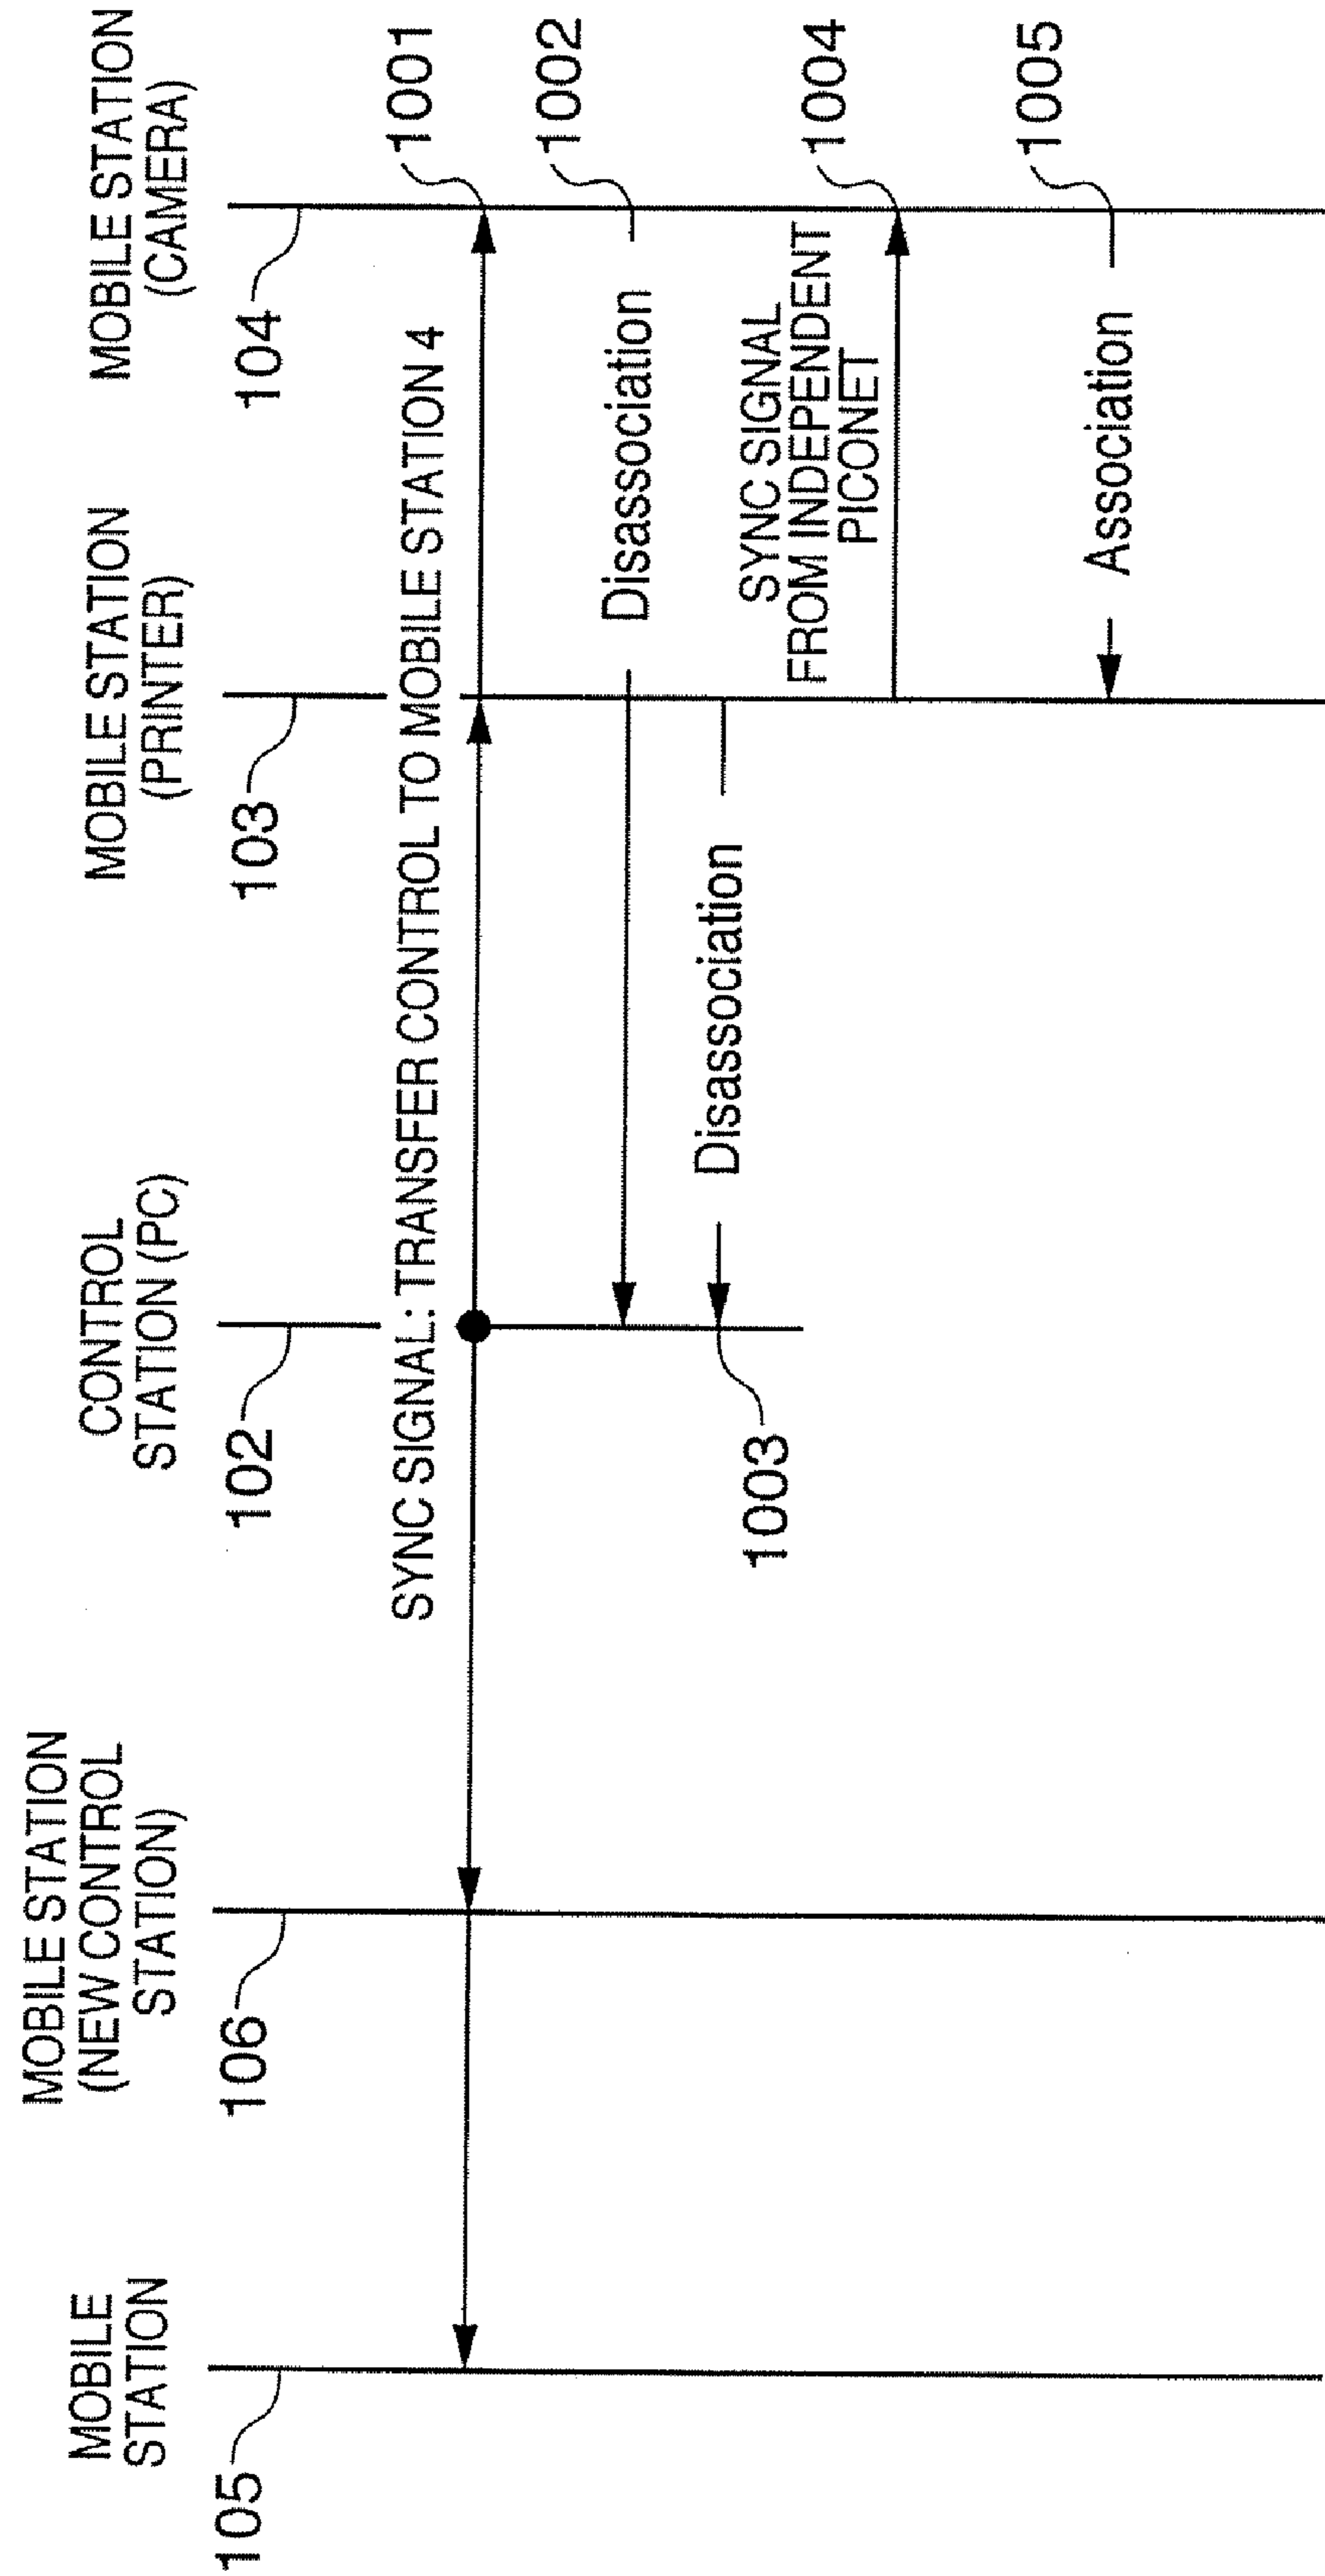 MOBILE
STATION
105
MOBILE STATION
(NEW CONTROL
STATION)
106
CONTROL
STATION (PC)
102
MOBILE STATION
(PRINTER)
103
MOBILE STATION
(CAMERA)
104
SYNC SIGNAL: TRANSFER CONTROL TO MOBILE STATION 4
1001
Disassociation
1002
Disassociation
1003
SYNC SIGNAL
FROM INDEPENDENT
PICONET
1004
Association
1005